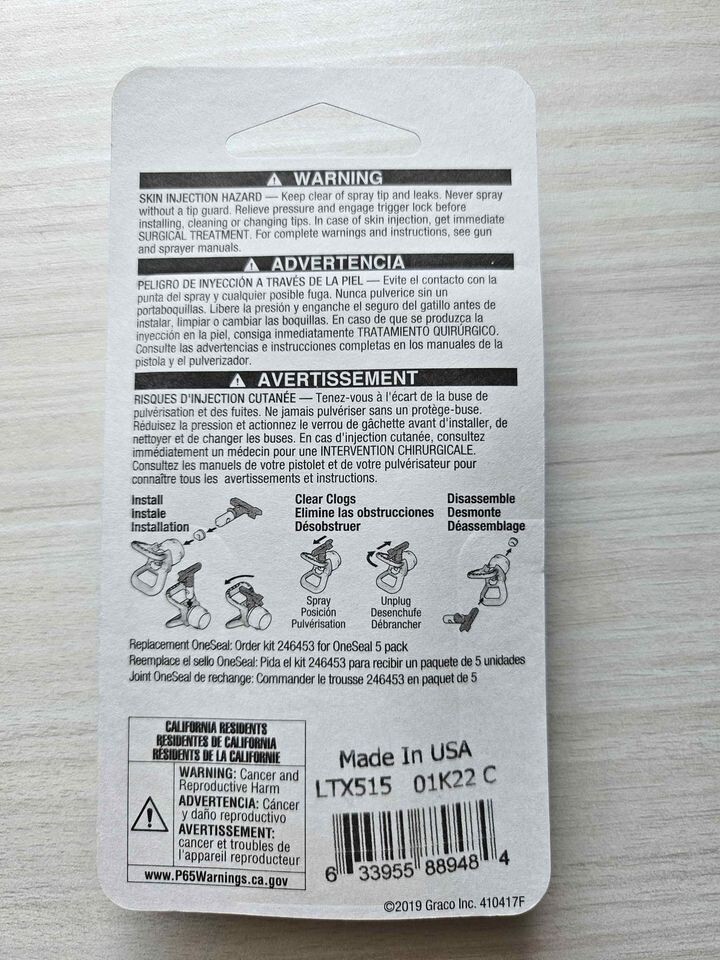 WARNING
SKIN INJECTION HAZARD — Keep clear of spray tip and leaks. Never spray
without a tip guard. Relieve pressure and engage trigger lock before
installing, cleaning or changing tips. In case of skin injection, get immediate
SURGICAL TREATMENT. For complete warnings and instructions, see gun
and sprayer manuals.
ADVERTENCIA
PELIGRO DE INYECCIÓN A TRAVÉS DE LA PIEL — Evite el contacto con la
punta del spray y cualquier posible fuga. Nunca pulverice sin un
portaboquillas. Libere la presión y enganche el seguro del gatillo antes de
instalar, limpiar o cambiar las boquillas. En caso de que se produzca la
inyección en la piel, consiga inmediatamente TRATAMIENTO QUIRÚRGICO.
Consulte las advertencias e instrucciones completas en los manuales de la
pistola y el pulverizador.
AVERTISSEMENT
RISQUES D'INJECTION CUTANÉE — Tenez-vous à l'écart de la buse de
pulvérisation et des fuites. Ne jamais pulvériser sans un protège-buse.
Réduisez la pression et actionnez le verrou de gâchette avant d'installer, de
nettoyer et de changer les buses. En cas d'injection cutanée, consultez
immédiatement un médecin pour une INTERVENTION CHIRURGICALE.
Consultez les manuels de votre pistolet et de votre pulvérisateur pour
connaître tous les avertissements et instructions.
Install
Instale
Installation
Clear Clogs
Elimine las obstrucciones
Désobstruer
Disassemble
Desmonte
Déassemblage
Spray
Posición
Pulvérisation
Unplug
Desenchufe
Débrancher
Replacement OneSeal: Order kit 246453 for OneSeal 5 pack
Reemplace el sello OneSeal: Pida el kit 246453 para recibir un paquete de 5 unidades
Joint OneSeal de rechange: Commander le trousse 246453 en paquet de 5
CALIFORNIA RESIDENTS
RESIDENTES DE CALIFORNIA
RÉSIDENTS DE LA CALIFORNIE
WARNING: Cancer and
Reproductive Harm
ADVERTENCIA: Cáncer
y daño reproductivo
AVERTISSEMENT:
cancer et troubles de
l'appareil reproducteur
www.P65Warnings.ca.gov
Made In USA
LTX515 01K22 C
6 33955 88948 4
©2019 Graco Inc. 410417F